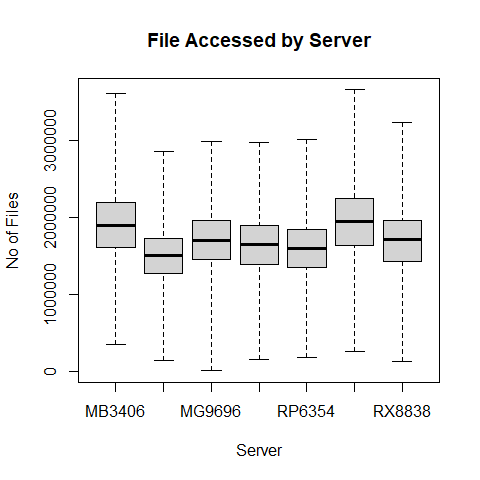 File Accessed by Server
No of Files
3000000
2000000
1000000
0
MB3406 MG9696 RP6354 RX8838
Server